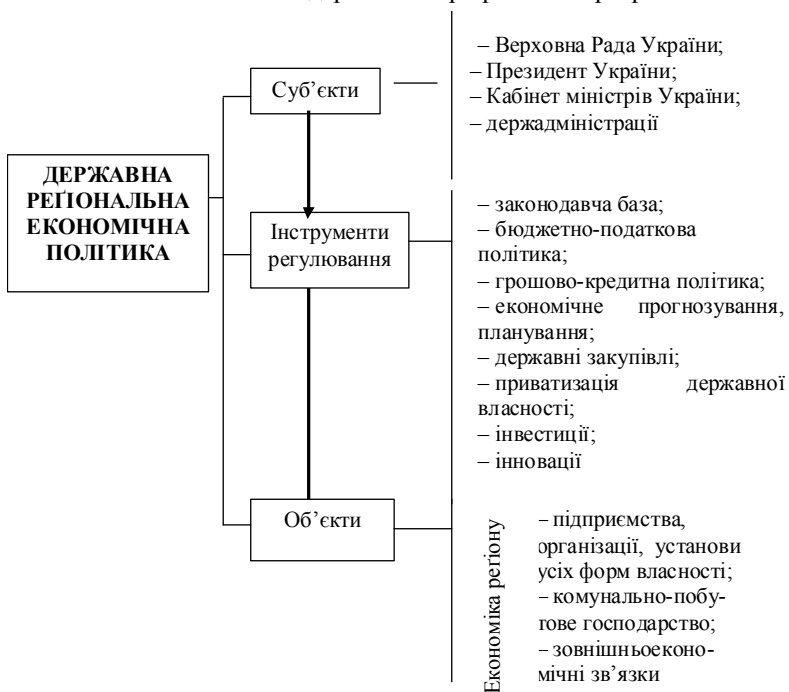 Суб’єкти
– Верховна Рада України;
– Президент України;
– Кабінет міністрів України;
– держадміністрації
ДЕРЖАВНА
РЕГІОНАЛЬНА
ЕКОНОМІЧНА
ПОЛІТИКА
Інструменти
регулювання
– законодавча база;
– бюджетно-податкова
політика;
– грошово-кредитна політика;
– економічне прогнозування,
планування;
– державні закупівлі;
– приватизація державної
власності;
– інвестиції;
– інновації
Об’єкти
Економіка регіону
– підприємства,
організації, установи
усіх форм власності;
– комунально-побу-
тове господарство;
– зовнішньоеконо-
мічні зв’язки